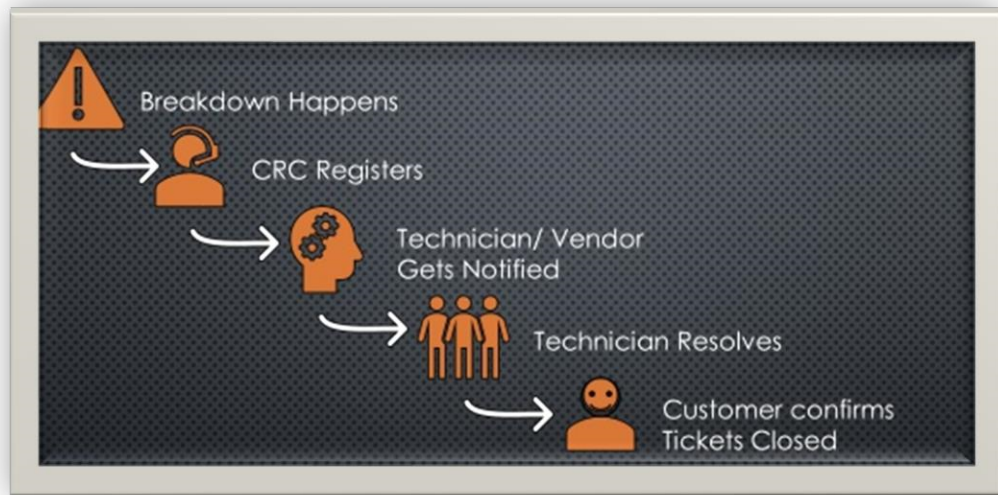 Breakdown Happens
CRC Registers
Technician/ Vendor
Gets Notified
Technician Resolves
Customer confirms
Tickets Closed